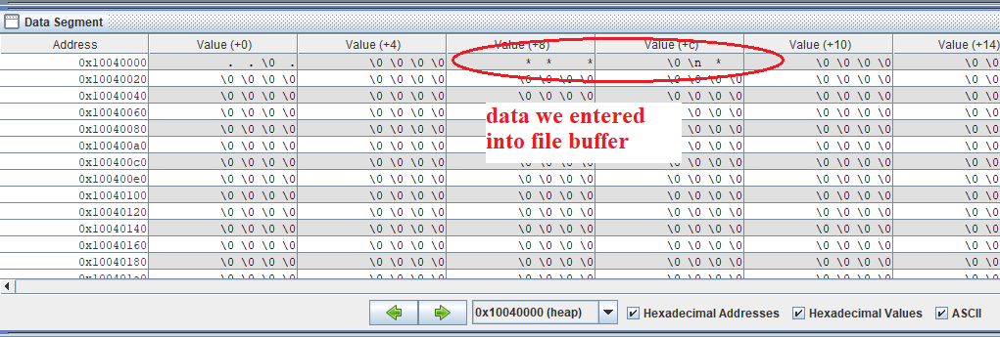 Data Segment
Address Value (+0) Value (+4) Value (+8) Value (+c) Value (+10) Value (+14)
0x10040000 . . \0 . \0 \0 \0 \0 * * * \0 \n * \0 \0 \0 \0 \0 \0
0x10040020 \0 \0 \0 \0 \0 \0 \0 \0 \0 \0 \0 \0 \0 \0 \0 \0 \0 \0 \0 \0 \0 \0
0x10040040 \0 \0 \0 \0 \0 \0 \0 \0 \0 \0 \0 \0 \0 \0 \0 \0 \0 \0 \0 \0 \0 \0
0x10040060 \0 \0 \0 \0 \0 \0 \0 \0 \0 \0 \0 \0 \0 \0 \0 \0 \0 \0
data we entered
0x10040080 \0 \0 \0 \0 \0 \0 \0 \0 \0 \0 \0 \0 \0 \0 \0 \0 \0 \0
into file buffer
0x100400a0 \0 \0 \0 \0 \0 \0 \0 \0 \0 \0 \0 \0 \0 \0 \0 \0 \0 \0
0x100400c0 \0 \0 \0 \0 \0 \0 \0 \0 \0 \0 \0 \0 \0 \0 \0 \0 \0 \0 \0 \0 \0 \0
0x100400e0 \0 \0 \0 \0 \0 \0 \0 \0 \0 \0 \0 \0 \0 \0 \0 \0 \0 \0 \0 \0 \0 \0
0x10040100 \0 \0 \0 \0 \0 \0 \0 \0 \0 \0 \0 \0 \0 \0 \0 \0 \0 \0 \0 \0 \0 \0
0x10040120 \0 \0 \0 \0 \0 \0 \0 \0 \0 \0 \0 \0 \0 \0 \0 \0 \0 \0 \0 \0 \0 \0
0x10040140 \0 \0 \0 \0 \0 \0 \0 \0 \0 \0 \0 \0 \0 \0 \0 \0 \0 \0 \0 \0 \0 \0
0x10040160 \0 \0 \0 \0 \0 \0 \0 \0 \0 \0 \0 \0 \0 \0 \0 \0 \0 \0 \0 \0 \0 \0
0x10040180 \0 \0 \0 \0 \0 \0 \0 \0 \0 \0 \0 \0 \0 \0 \0 \0 \0 \0 \0 \0 \0 \0
0x10040000 (heap) Hexadecimal Addresses Hexadecimal Values ASCII